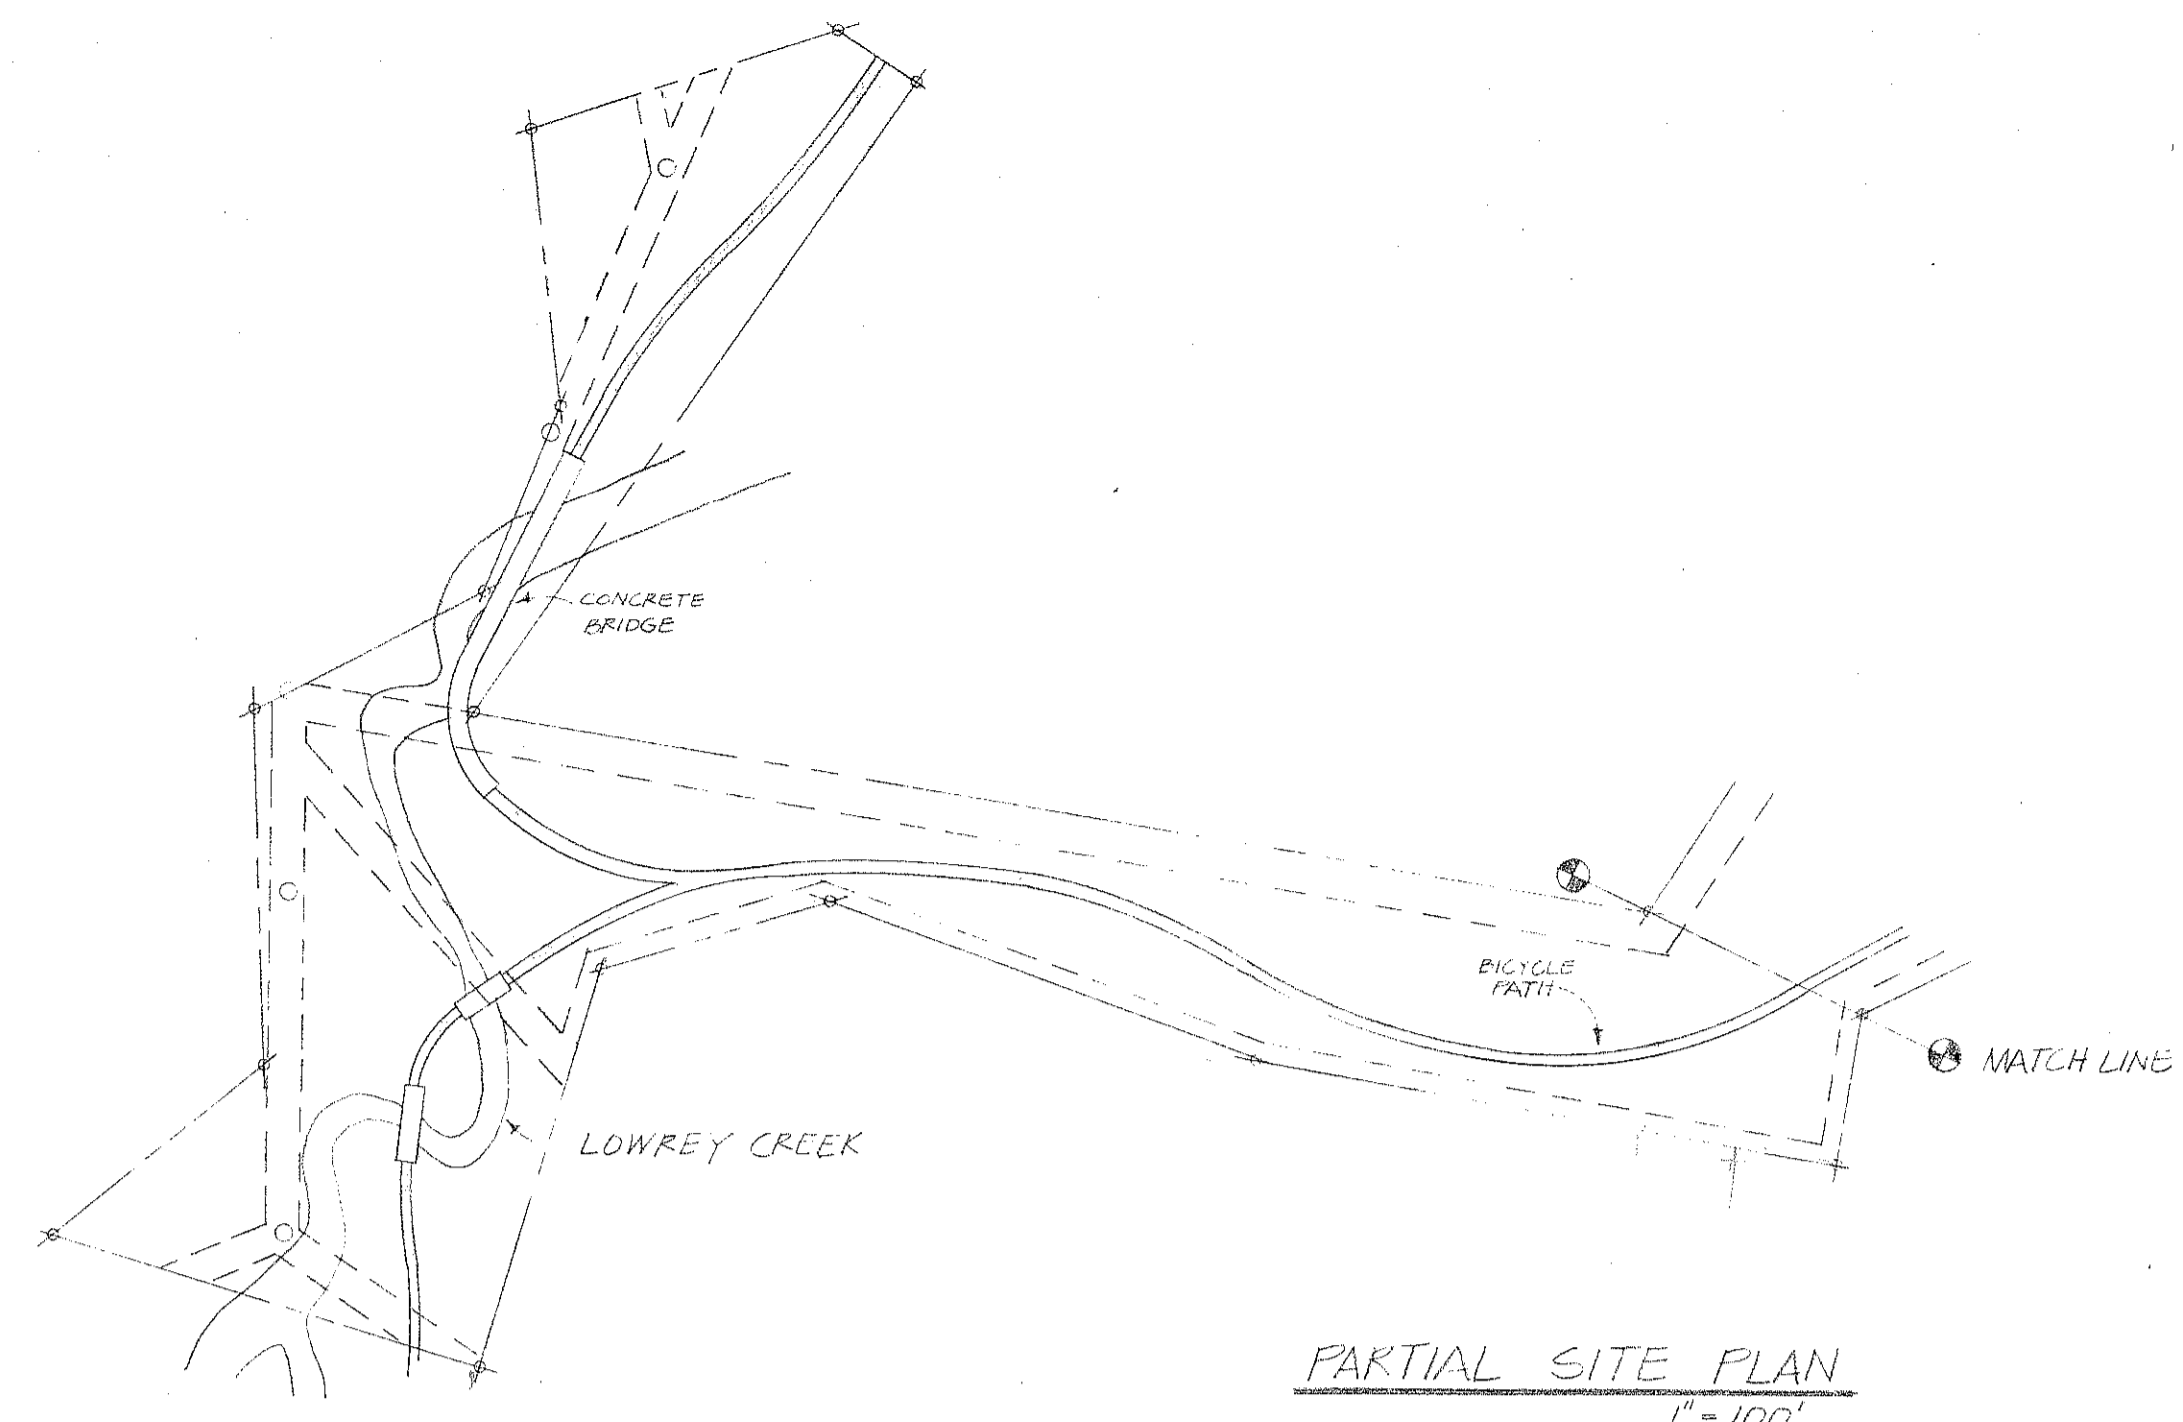 CONCRETE
BRIDGE
BICYCLE
PATH
MATCH LINE
LOWREY CREEK
PARTIAL SITE PLAN
1" = 100'